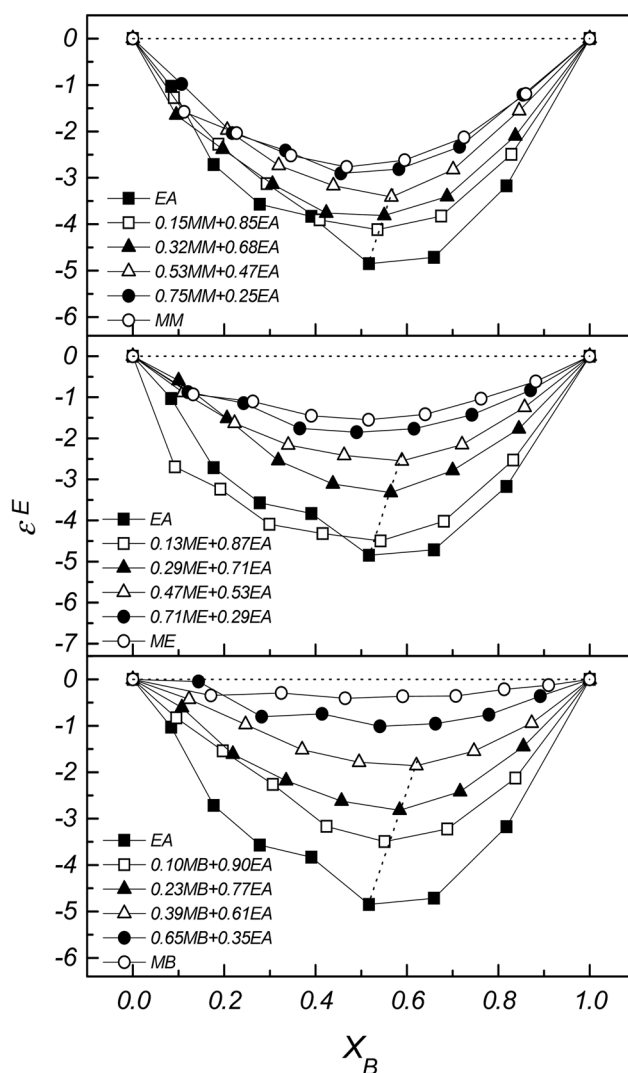 0
-1
-2
-3
-4
-5
-6
EA
0.15MM+0.85EA
0.32MM+0.68EA
0.53MM+0.47EA
0.75MM+0.25EA
MM
0
-1
-2
-3
-4
-5
-6
-7
EA
0.13ME+0.87EA
0.29ME+0.71EA
0.47ME+0.53EA
0.71ME+0.29EA
ME
ε^E
0
-1
-2
-3
-4
-5
-6
EA
0.10MB+0.90EA
0.23MB+0.77EA
0.39MB+0.61EA
0.65MB+0.35EA
MB
0.0 0.2 0.4 0.6 0.8 1.0
X_B